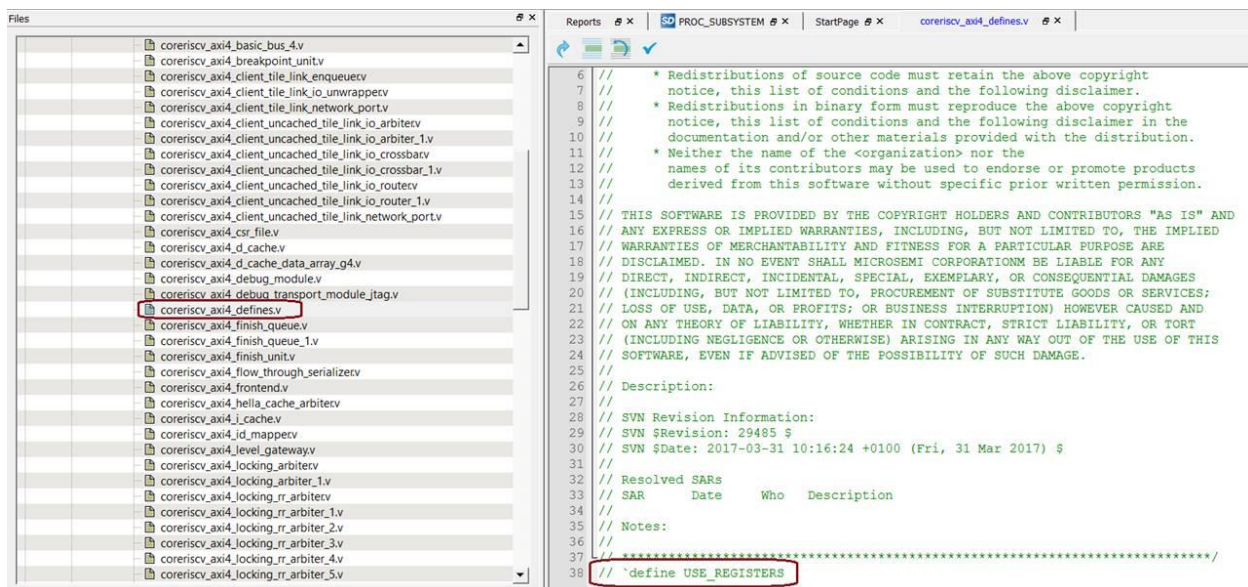 Files
coreriscv_axi4_basic_bus_4.v
coreriscv_axi4_breakpoint_unit.v
coreriscv_axi4_client_tile_link_enqueuer.v
coreriscv_axi4_client_tile_link_io_unwrapper.v
coreriscv_axi4_client_tile_link_network_port.v
coreriscv_axi4_client_uncached_tile_link_io_arbiter.v
coreriscv_axi4_client_uncached_tile_link_io_arbiter_1.v
coreriscv_axi4_client_uncached_tile_link_io_crossbar.v
coreriscv_axi4_client_uncached_tile_link_io_crossbar_1.v
coreriscv_axi4_client_uncached_tile_link_io_router.v
coreriscv_axi4_client_uncached_tile_link_io_router_1.v
coreriscv_axi4_client_uncached_tile_link_network_port.v
coreriscv_axi4_csr_file.v
coreriscv_axi4_d_cache.v
coreriscv_axi4_d_cache_data_array_g4.v
coreriscv_axi4_debug_module.v
coreriscv_axi4_debug_transport_module_jtag.v
coreriscv_axi4_defines.v
coreriscv_axi4_finish_queue.v
coreriscv_axi4_finish_queue_1.v
coreriscv_axi4_finish_unit.v
coreriscv_axi4_flow_through_serializer.v
coreriscv_axi4_frontend.v
coreriscv_axi4_hella_cache_arbiter.v
coreriscv_axi4_i_cache.v
coreriscv_axi4_id_mapper.v
coreriscv_axi4_level_gateway.v
coreriscv_axi4_locking_arbiter.v
coreriscv_axi4_locking_arbiter_1.v
coreriscv_axi4_locking_rr_arbiter.v
coreriscv_axi4_locking_rr_arbiter_1.v
coreriscv_axi4_locking_rr_arbiter_2.v
coreriscv_axi4_locking_rr_arbiter_3.v
coreriscv_axi4_locking_rr_arbiter_4.v
coreriscv_axi4_locking_rr_arbiter_5.v
Reports SD PROC_SUBSYSTEM StartPage coreriscv_axi4_defines.v
6 // * Redistributions of source code must retain the above copyright
7 // notice, this list of conditions and the following disclaimer.
8 // * Redistributions in binary form must reproduce the above copyright
9 // notice, this list of conditions and the following disclaimer in the
10 // documentation and/or other materials provided with the distribution.
11 // * Neither the name of the <organization> nor the
12 // names of its contributors may be used to endorse or promote products
13 // derived from this software without specific prior written permission.
14 //
15 // THIS SOFTWARE IS PROVIDED BY THE COPYRIGHT HOLDERS AND CONTRIBUTORS "AS IS" AND
16 // ANY EXPRESS OR IMPLIED WARRANTIES, INCLUDING, BUT NOT LIMITED TO, THE IMPLIED
17 // WARRANTIES OF MERCHANTABILITY AND FITNESS FOR A PARTICULAR PURPOSE ARE
18 // DISCLAIMED. IN NO EVENT SHALL MICROSEMI CORPORATIONM BE LIABLE FOR ANY
19 // DIRECT, INDIRECT, INCIDENTAL, SPECIAL, EXEMPLARY, OR CONSEQUENTIAL DAMAGES
20 // (INCLUDING, BUT NOT LIMITED TO, PROCUREMENT OF SUBSTITUTE GOODS OR SERVICES;
21 // LOSS OF USE, DATA, OR PROFITS; OR BUSINESS INTERRUPTION) HOWEVER CAUSED AND
22 // ON ANY THEORY OF LIABILITY, WHETHER IN CONTRACT, STRICT LIABILITY, OR TORT
23 // (INCLUDING NEGLIGENCE OR OTHERWISE) ARISING IN ANY WAY OUT OF THE USE OF THIS
24 // SOFTWARE, EVEN IF ADVISED OF THE POSSIBILITY OF SUCH DAMAGE.
25 //
26 // Description:
27 //
28 // SVN Revision Information:
29 // SVN $Revision: 29485 $
30 // SVN $Date: 2017-03-31 10:16:24 +0100 (Fri, 31 Mar 2017) $
31 //
32 // Resolved SARs
33 // SAR Date Who Description
34 //
35 // Notes:
36 //
37 // ****************************************************************************/
38 // `define USE_REGISTERS